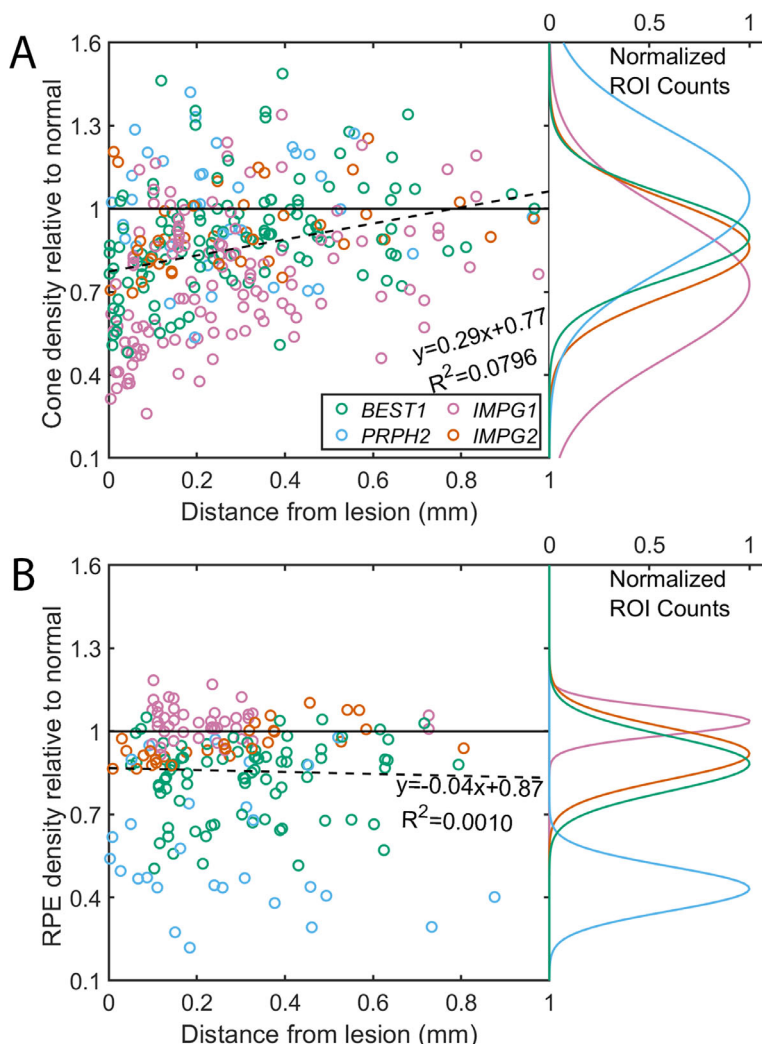 A
0 0.5 1
Normalized
ROI Counts
1.6
1.3
1
0.7
0.4
0.1
Cone density relative to normal
y=0.29x+0.77
R²=0.0796
BEST1 IMPG1
PRPH2 IMPG2
0 0.2 0.4 0.6 0.8 1
Distance from lesion (mm)
B
0 0.5 1
Normalized
ROI Counts
1.6
1.3
1
0.7
0.4
0.1
RPE density relative to normal
y=-0.04x+0.87
R²=0.0010
0 0.2 0.4 0.6 0.8 1
Distance from lesion (mm)